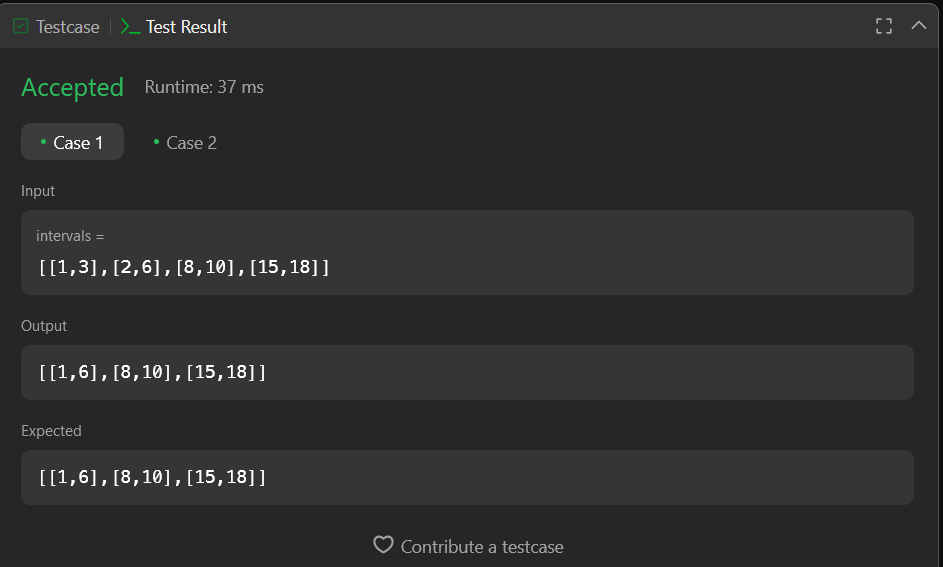 Testcase | >_ Test Result
Accepted Runtime: 37 ms
• Case 1 • Case 2
Input
intervals =
[[1,3],[2,6],[8,10],[15,18]]
Output
[[1,6],[8,10],[15,18]]
Expected
[[1,6],[8,10],[15,18]]
Contribute a testcase